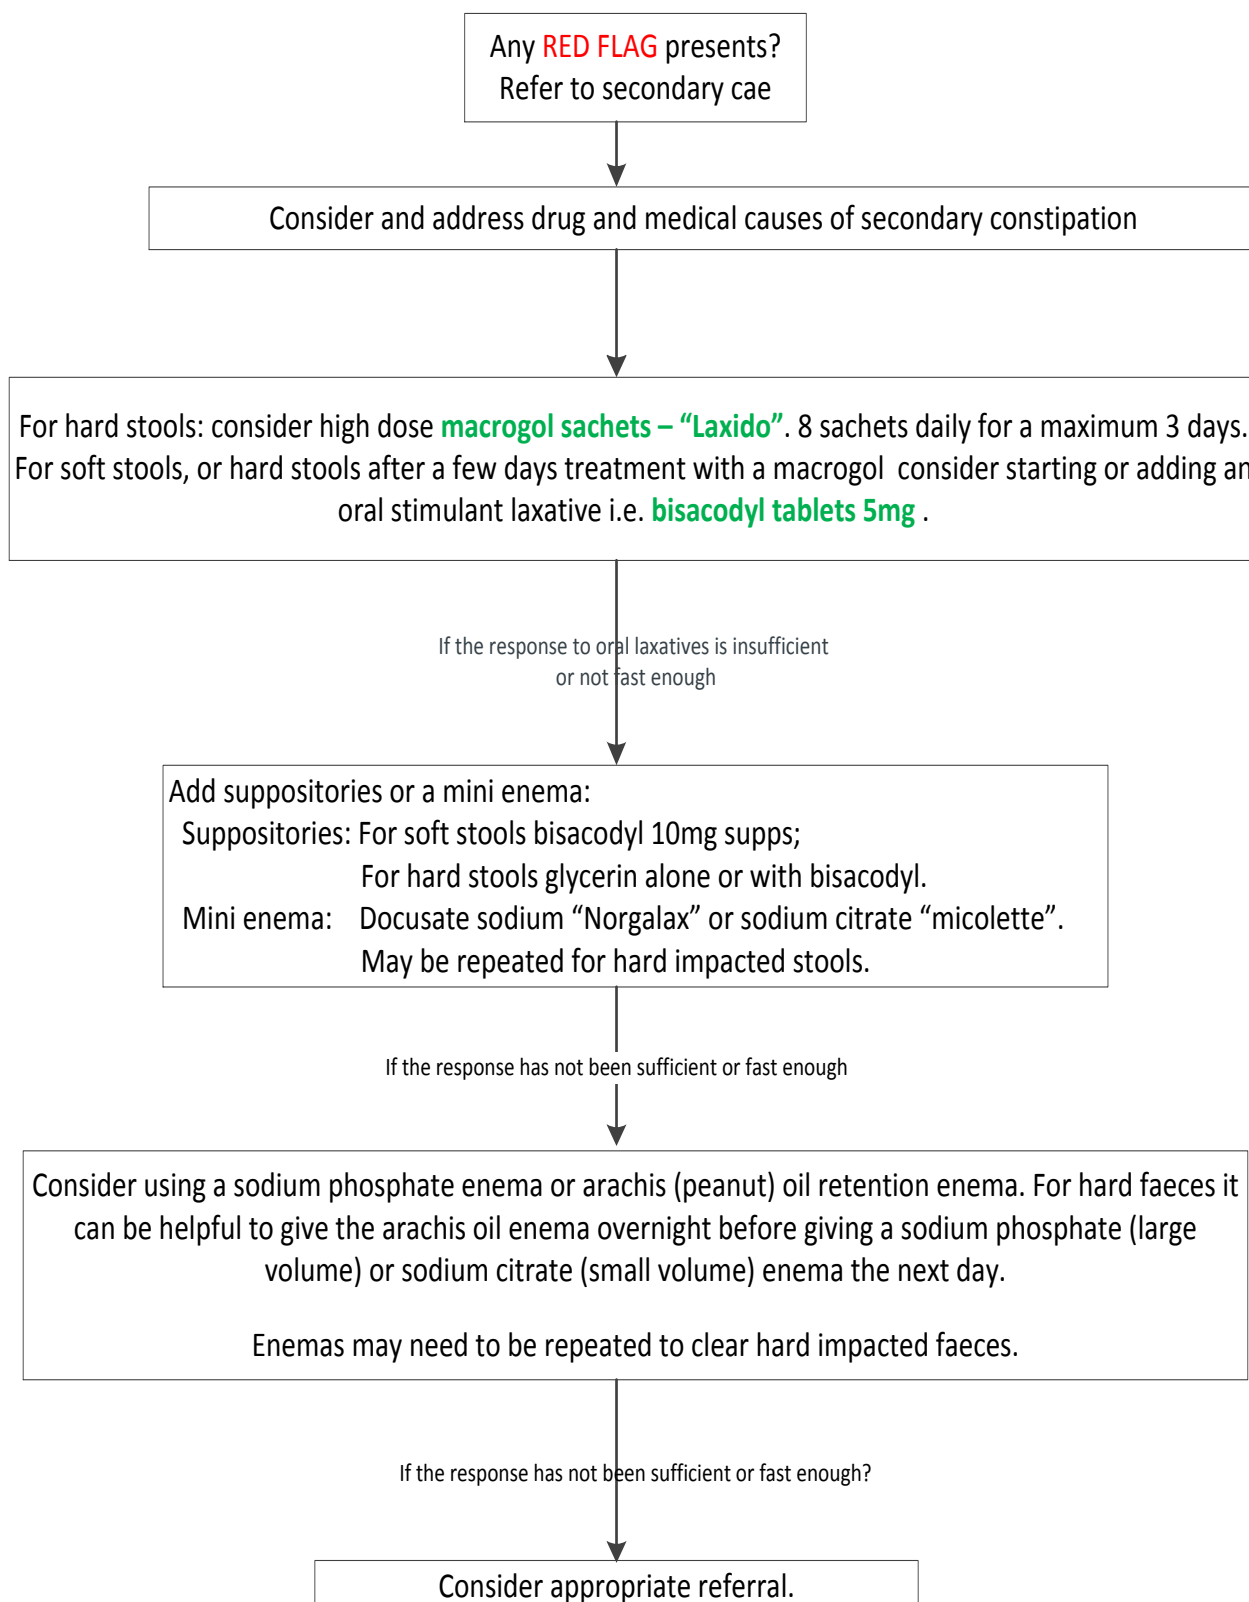 Any RED FLAG presents?
Refer to secondary cae
Consider and address drug and medical causes of secondary constipation
For hard stools: consider high dose macrogol sachets – “Laxido”. 8 sachets daily for a maximum 3 days.
For soft stools, or hard stools after a few days treatment with a macrogol consider starting or adding an
oral stimulant laxative i.e. bisacodyl tablets 5mg .
If the response to oral laxatives is insufficient
or not fast enough
Add suppositories or a mini enema:
Suppositories: For soft stools bisacodyl 10mg supps;
For hard stools glycerin alone or with bisacodyl.
Mini enema: Docusate sodium “Norgalax” or sodium citrate “micolette”.
May be repeated for hard impacted stools.
If the response has not been sufficient or fast enough
Consider using a sodium phosphate enema or arachis (peanut) oil retention enema. For hard faeces it
can be helpful to give the arachis oil enema overnight before giving a sodium phosphate (large
volume) or sodium citrate (small volume) enema the next day.
Enemas may need to be repeated to clear hard impacted faeces.
If the response has not been sufficient or fast enough?
Consider appropriate referral.